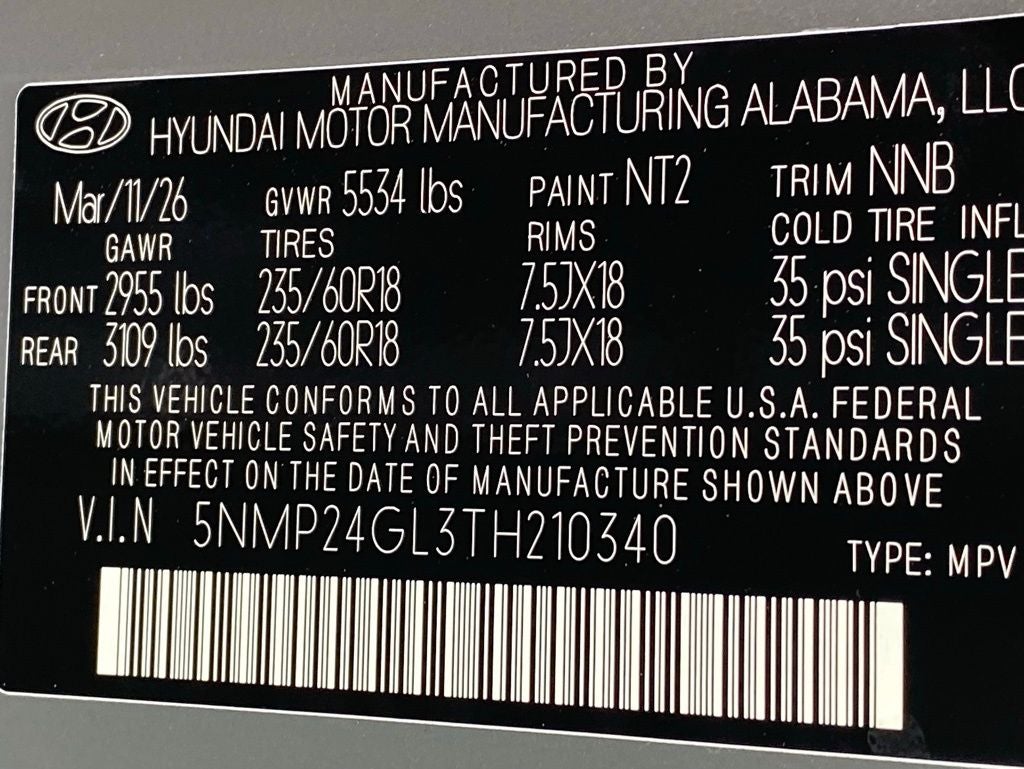 MANUFACTURED BY
HYUNDAI MOTOR MANUFACTURING ALABAMA, LLC
Mar/11/26 GVWR 5534 lbs PAINT NT2 TRIM NNB
GAWR TIRES RIMS COLD TIRE INFL
FRONT 2955 lbs 235/60R18 7.5JX18 35 psi SINGLE
REAR 3109 lbs 235/60R18 7.5JX18 35 psi SINGLE
THIS VEHICLE CONFORMS TO ALL APPLICABLE U.S.A. FEDERAL
MOTOR VEHICLE SAFETY AND THEFT PREVENTION STANDARDS
IN EFFECT ON THE DATE OF MANUFACTURE SHOWN ABOVE
V.I.N 5NMP24GL3TH210340
TYPE: MPV